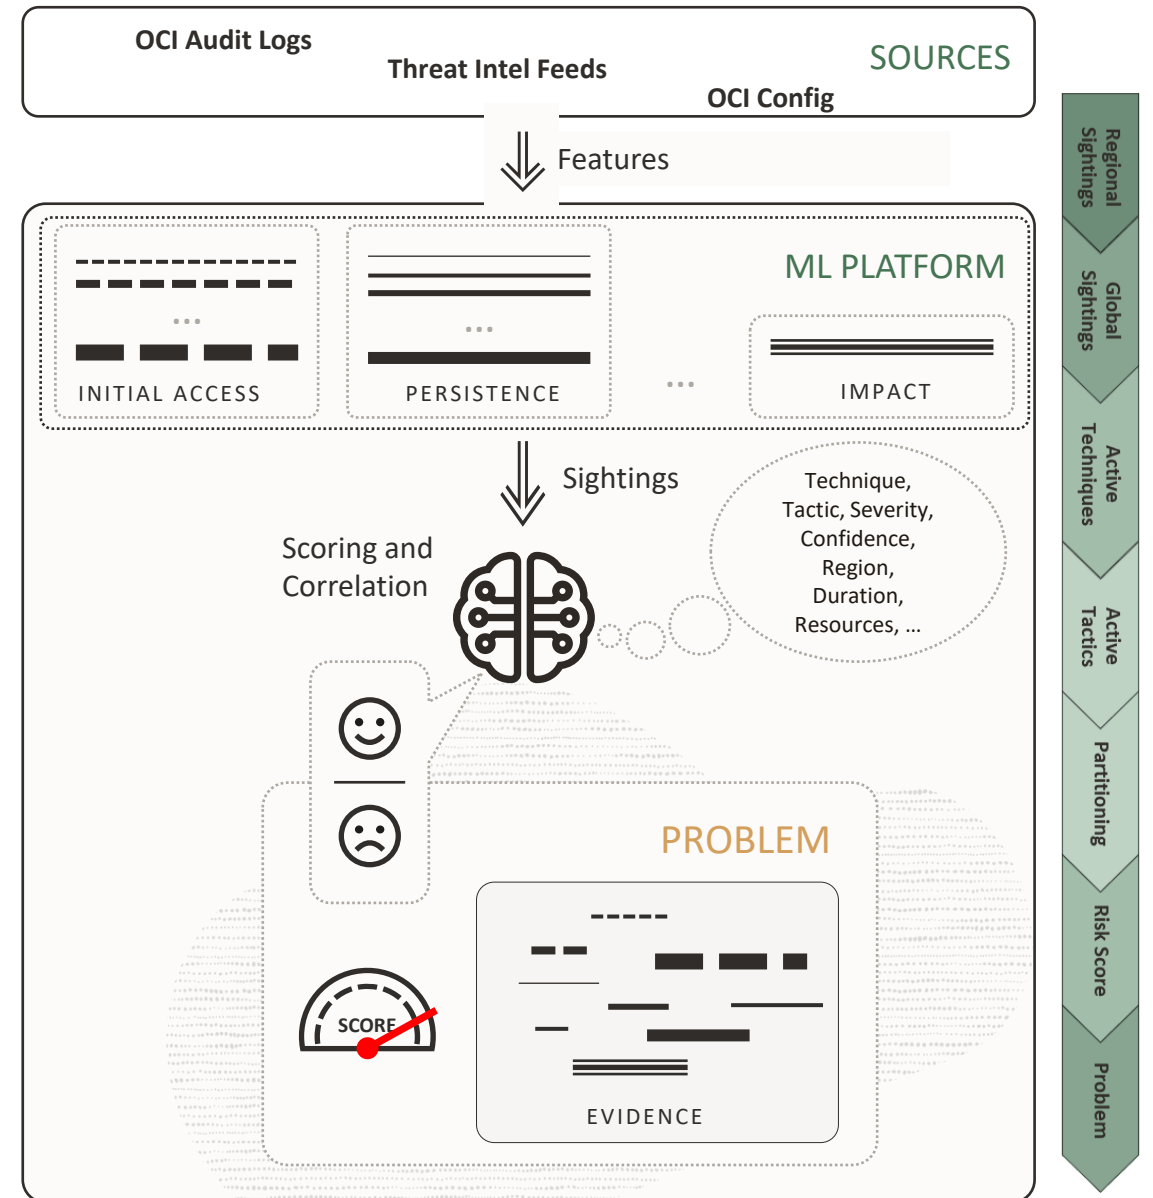 OCI Audit Logs
Threat Intel Feeds
OCI Config
SOURCES
Features
ML PLATFORM
...
INITIAL ACCESS
...
PERSISTENCE
...
IMPACT
Sightings
Scoring and
Correlation
Technique,
Tactic, Severity,
Confidence,
Region,
Duration,
Resources, ...
PROBLEM
SCORE
EVIDENCE
Regional
Sightings
Global
Sightings
Active
Techniques
Active
Tactics
Partitioning
Risk Score
Problem